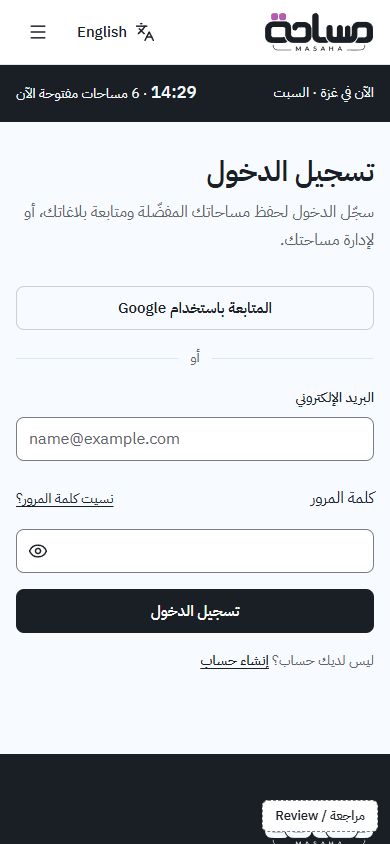 مساحة
MASAHA
English
الآن في غزة · السبت
14:29 · 6 مساحات مفتوحة الآن
تسجيل الدخول
سجّل الدخول لحفظ مساحاتك المفضّلة ومتابعة بلاغاتك، أو
لإدارة مساحتك.
المتابعة باستخدام Google
أو
البريد الإلكتروني
name@example.com
كلمة المرور
نسيت كلمة المرور؟
تسجيل الدخول
ليس لديك حساب؟ إنشاء حساب
مراجعة / Review
MASAHA